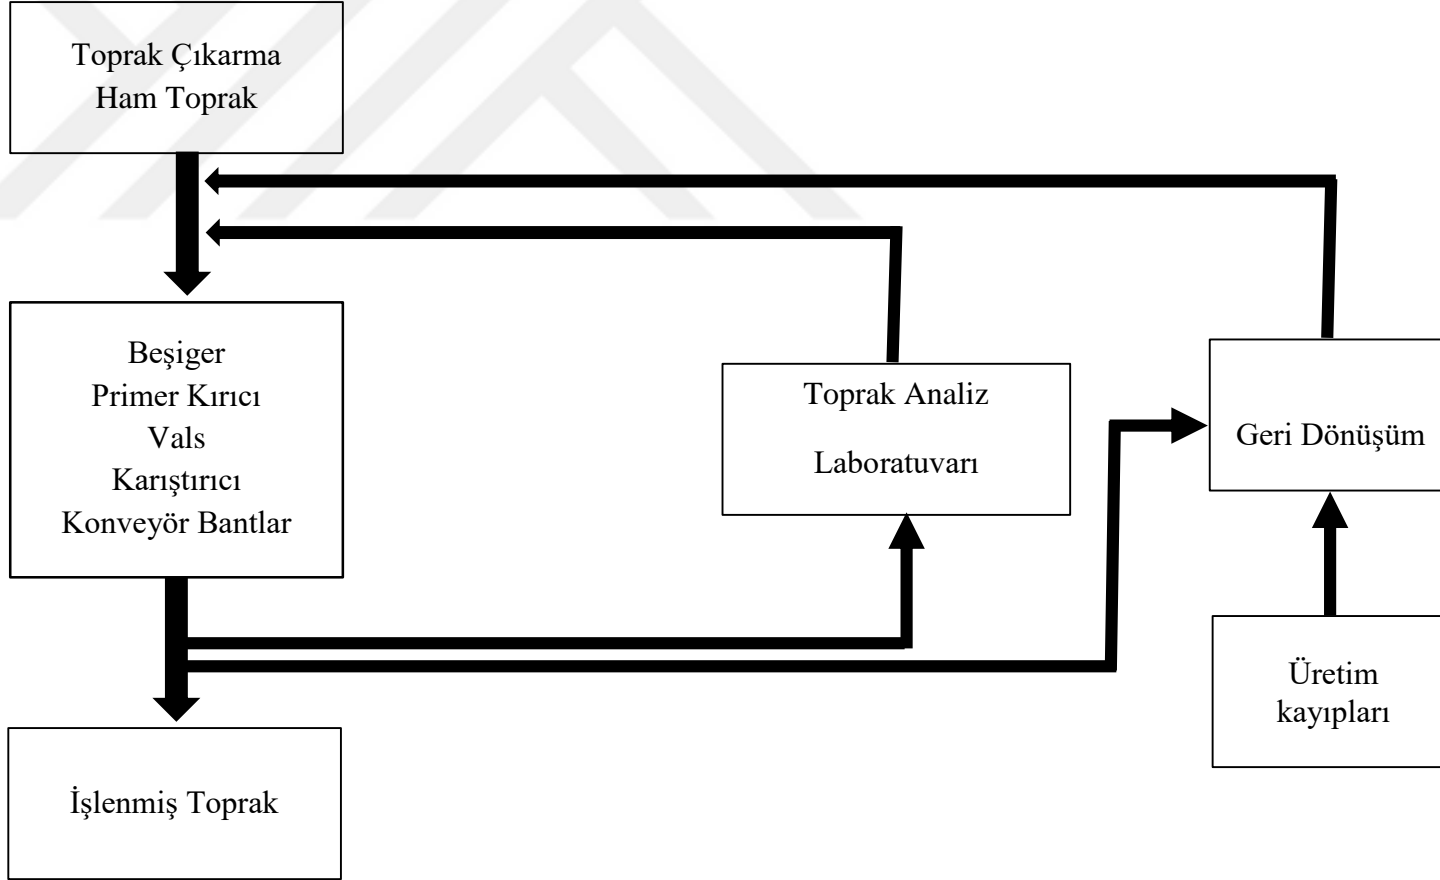 Toprak Çıkarma
Ham Toprak
Beşiger
Primer Kırıcı
Vals
Karıştırıcı
Konveyör Bantlar
Toprak Analiz
Laboratuvarı
Geri Dönüşüm
Üretim
kayıpları
İşlenmiş Toprak